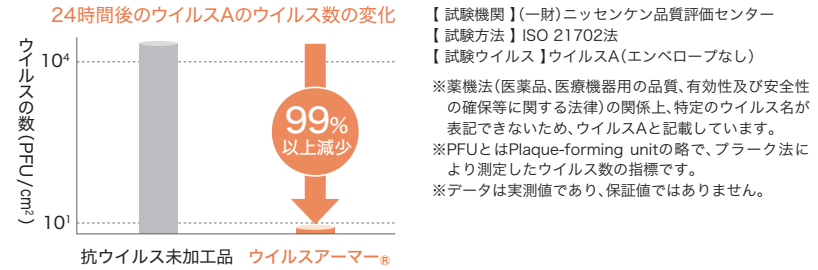 24時間後のウイルスAのウイルス数の変化
ウイルスの数(PFU/cm²)
10⁴
10¹
99%
以上減少
抗ウイルス未加工品
ウイルスアーマー®
【 試験機関 】(一財)ニッセンケン品質評価センター
【 試験方法 】 ISO 21702法
【 試験ウイルス 】ウイルスA(エンベロープなし)
※薬機法(医薬品、医療機器用の品質、有効性及び安全性
の確保等に関する法律)の関係上、特定のウイルス名が
表記できないため、ウイルスAと記載しています。
※PFUとはPlaque-forming unitの略で、プラーク法に
より測定したウイルス数の指標です。
※データは実測値であり、保証値ではありません。